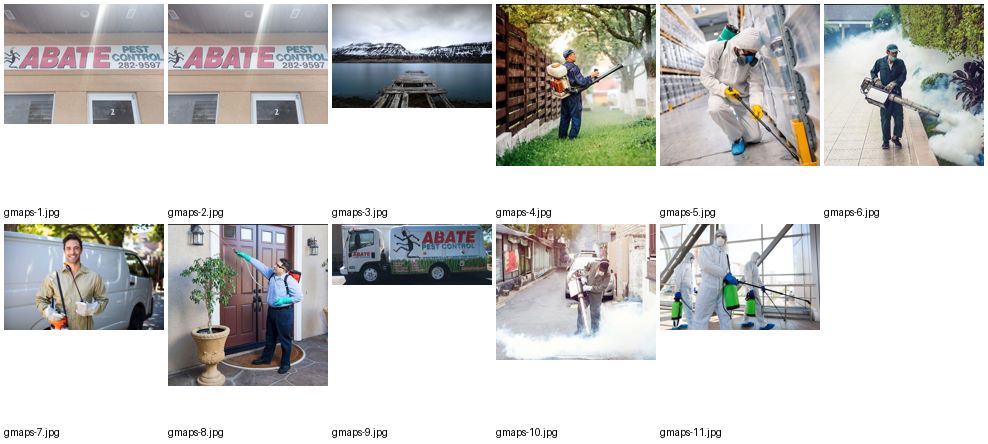 ABATE
PEST
CONTROL
282-9597
2
ABATE
PEST
CONTROL
282-9597
2
gmaps-1.jpg
gmaps-2.jpg
gmaps-3.jpg
gmaps-4.jpg
gmaps-5.jpg
gmaps-6.jpg
ABATE
PEST CONTROL
ABATE
gmaps-7.jpg
gmaps-8.jpg
gmaps-9.jpg
gmaps-10.jpg
gmaps-11.jpg